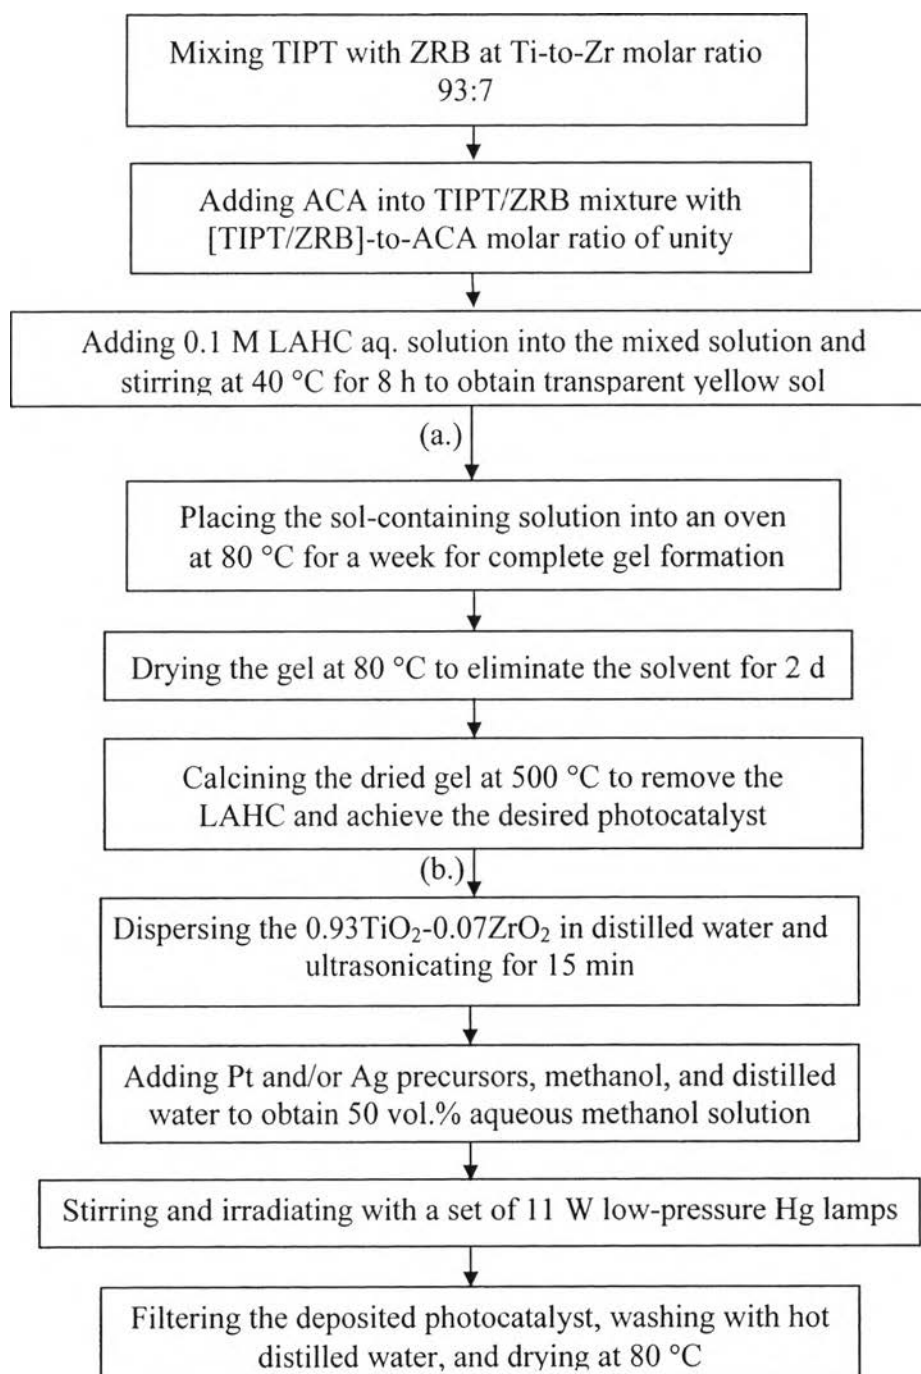 Mixing TIPT with ZRB at Ti-to-Zr molar ratio
93:7
Adding ACA into TIPT/ZRB mixture with
[TIPT/ZRB]-to-ACA molar ratio of unity
Adding 0.1 M LAHC aq. solution into the mixed solution and
stirring at 40 °C for 8 h to obtain transparent yellow sol
(a.)
Placing the sol-containing solution into an oven
at 80 °C for a week for complete gel formation
Drying the gel at 80 °C to eliminate the solvent for 2 d
Calcining the dried gel at 500 °C to remove the
LAHC and achieve the desired photocatalyst
(b.)
Dispersing the 0.93TiO₂-0.07ZrO₂ in distilled water and
ultrasonicating for 15 min
Adding Pt and/or Ag precursors, methanol, and distilled
water to obtain 50 vol.% aqueous methanol solution
Stirring and irradiating with a set of 11 W low-pressure Hg lamps
Filtering the deposited photocatalyst, washing with hot
distilled water, and drying at 80 °C